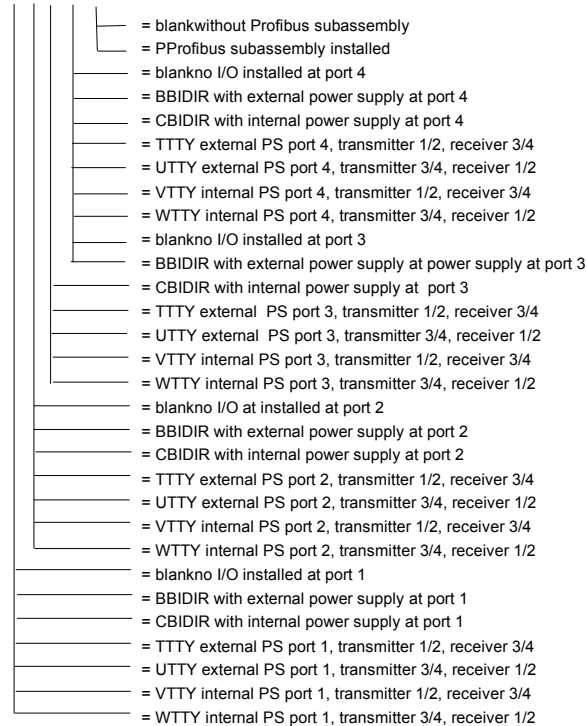 = blankwithout Profibus subassembly
= PProfibus subassembly installed
= blankno I/O installed at port 4
= BBIDIR with external power supply at port 4
= CBIDIR with internal power supply at port 4
= TTTY external PS port 4, transmitter 1/2, receiver 3/4
= UTTY external PS port 4, transmitter 3/4, receiver 1/2
= VTTY internal PS port 4, transmitter 1/2, receiver 3/4
= WTTY internal PS port 4, transmitter 3/4, receiver 1/2
= blankno I/O installed at port 3
= BBIDIR with external power supply at power supply at port 3
= CBIDIR with internal power supply at  port 3
= TTTY external  PS port 3, transmitter 1/2, receiver 3/4
= UTTY external  PS port 3, transmitter 3/4, receiver 1/2
= VTTY internal PS port 3, transmitter 1/2, receiver 3/4
= WTTY internal PS port 3, transmitter 3/4, receiver 1/2
= blankno I/O at installed at port 2
= BBIDIR with external power supply at port 2
= CBIDIR with internal power supply at port 2
= TTTY external PS port 2, transmitter 1/2, receiver 3/4
= UTTY external PS port 2, transmitter 3/4, receiver 1/2
= VTTY internal PS port 2, transmitter 1/2, receiver 3/4
= WTTY internal PS port 2, transmitter 3/4, receiver 1/2
= blankno I/O installed at port 1
= BBIDIR with external power supply at port 1
= CBIDIR with internal power supply at port 1
= TTTY external PS port 1, transmitter 1/2, receiver 3/4
= UTTY external PS port 1, transmitter 3/4, receiver 1/2
= VTTY internal PS port 1, transmitter 1/2, receiver 3/4
= WTTY internal PS port 1, transmitter 3/4, receiver 1/2